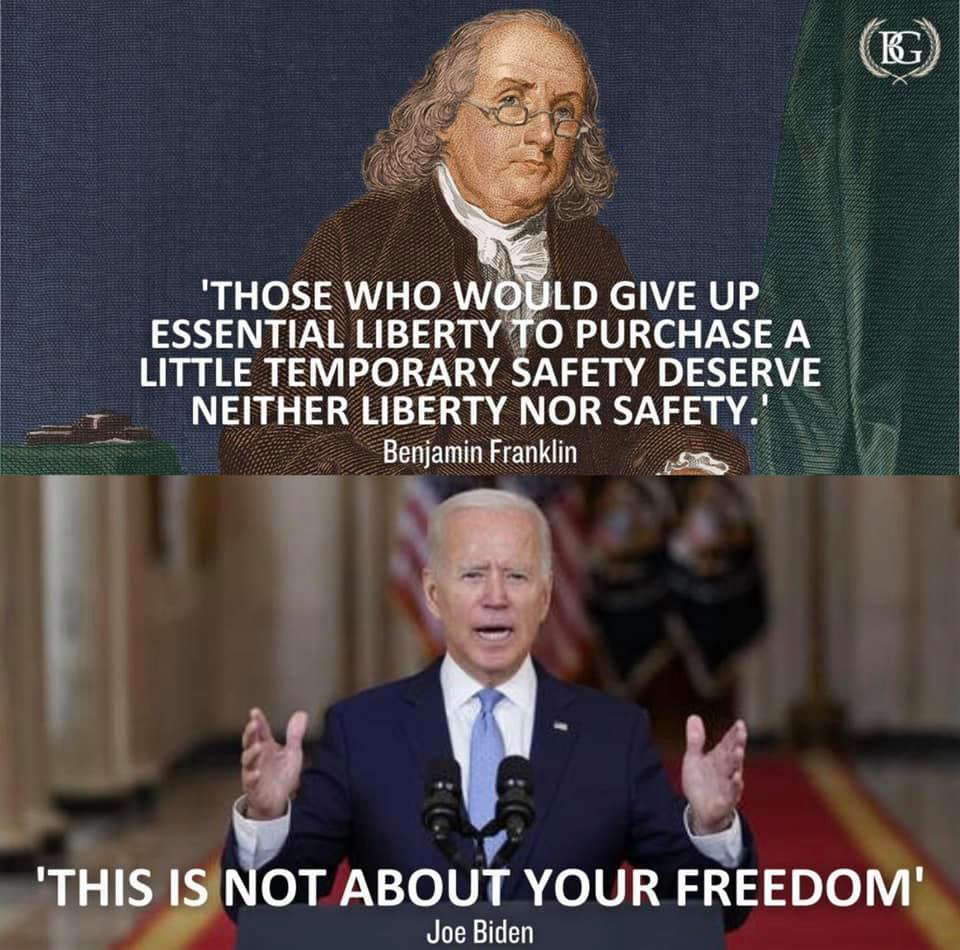 BG
'THOSE WHO WOULD GIVE UP
ESSENTIAL LIBERTY TO PURCHASE A
LITTLE TEMPORARY SAFETY DESERVE
NEITHER LIBERTY NOR SAFETY.'
Benjamin Franklin
'THIS IS NOT ABOUT YOUR FREEDOM'
Joe Biden